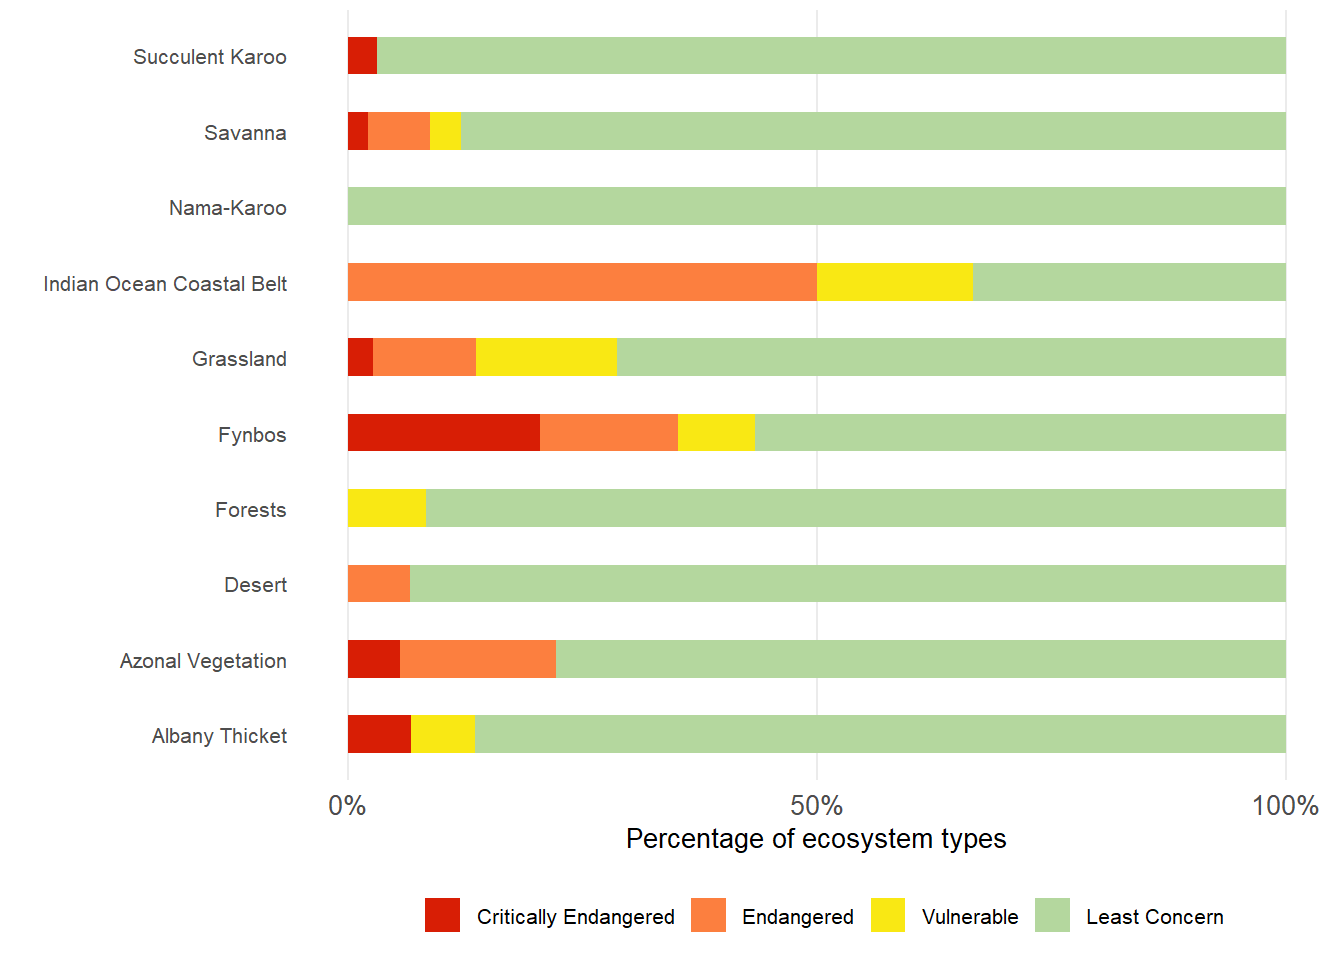 Succulent Karoo
Savanna
Nama-Karoo
Indian Ocean Coastal Belt
Grassland
Fynbos
Forests
Desert
Azonal Vegetation
Albany Thicket
0% 50% 100%
Percentage of ecosystem types
Critically Endangered Endangered Vulnerable Least Concern